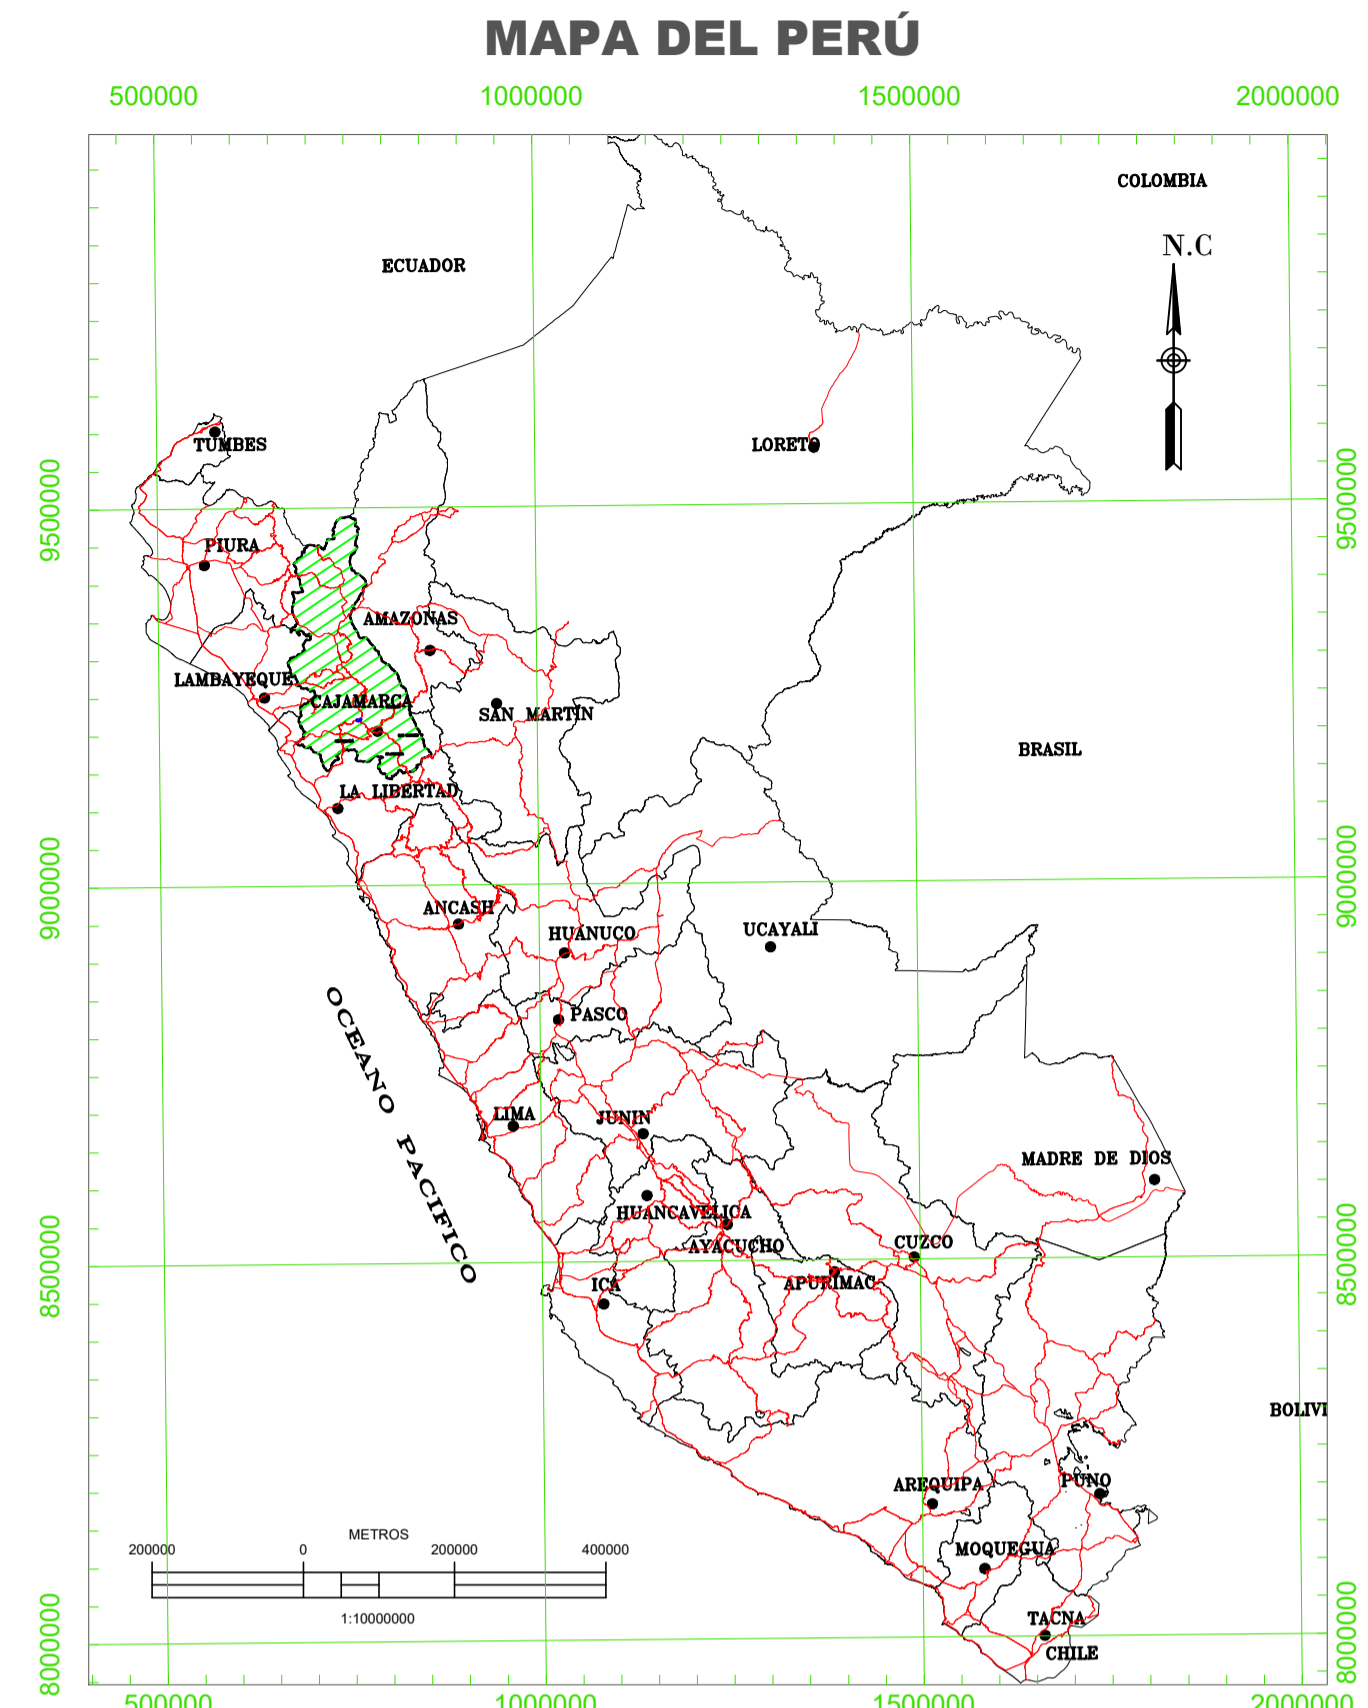 MAPA DEL PERÚ
500000 1000000 1500000 2000000
COLOMBIA
N.C
ECUADOR
TUMBES
LORETO
9500000 9500000
PIURA
AMAZONAS
LAMBAYEQUE
CAJAMARCA
SAN MARTIN
BRASIL
LA LIBERTAD
9000000 9000000
ANCASH
HUANUCO
UCAYALI
PASCO
OCEANO PACIFICO
LIMA
JUNIN
MADRE DE DIOS
HUANCAVELICA
AYACUCHO
CUZCO
8500000 8500000
ICA
APURIMAC
BOLIVI
AREQUIPA
PUNO
METROS
200000 0 200000 400000
MOQUEGUA
1:10000000
TACNA
CHILE
8000000 8000000
500000 1000000 1500000 2000000